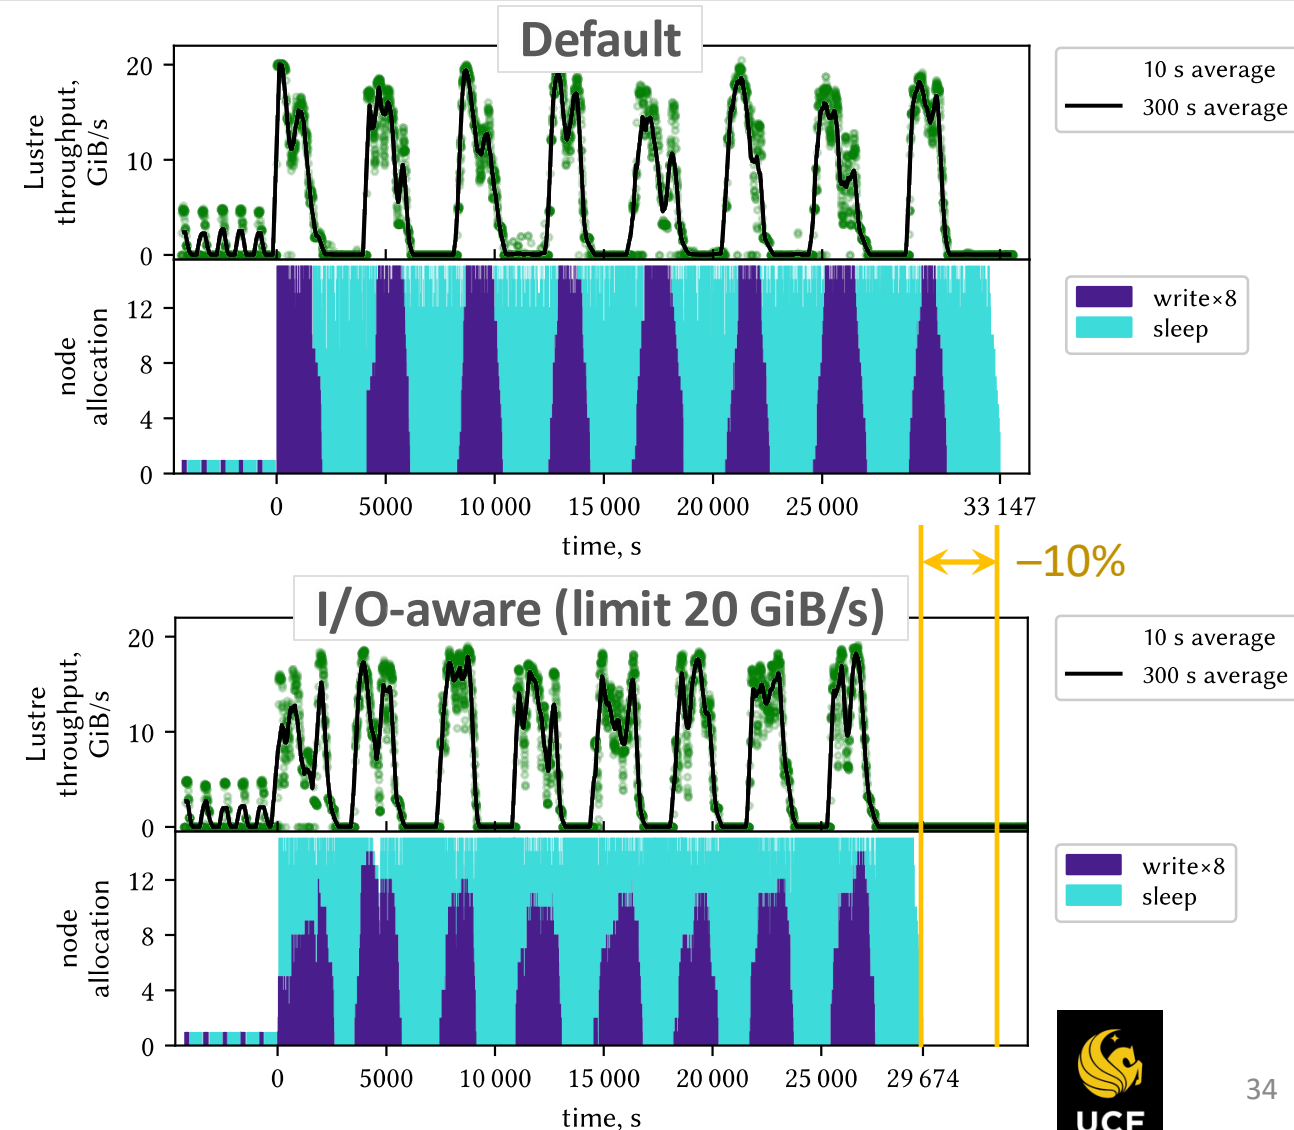 Default
20
10
0
Lustre
throughput,
GiB/s
10 s average
300 s average
12
8
4
0
node
allocation
write×8
sleep
0 5000 10 000 15 000 20 000 25 000 33 147
time, s
−10%
I/O-aware (limit 20 GiB/s)
20
10
0
Lustre
throughput,
GiB/s
10 s average
300 s average
12
8
4
0
node
allocation
write×8
sleep
0 5000 10 000 15 000 20 000 25 000 29 674
time, s
UCF
34